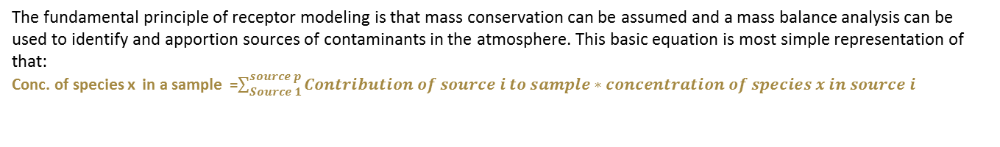 The fundamental principle of receptor modeling is that mass conservation can be assumed and a mass balance analysis can be
used to identify and apportion sources of contaminants in the atmosphere. This basic equation is most simple representation of
that:
Conc. of species x in a sample =∑_{Source 1}^{source p} Contribution of source i to sample * concentration of species x in source i